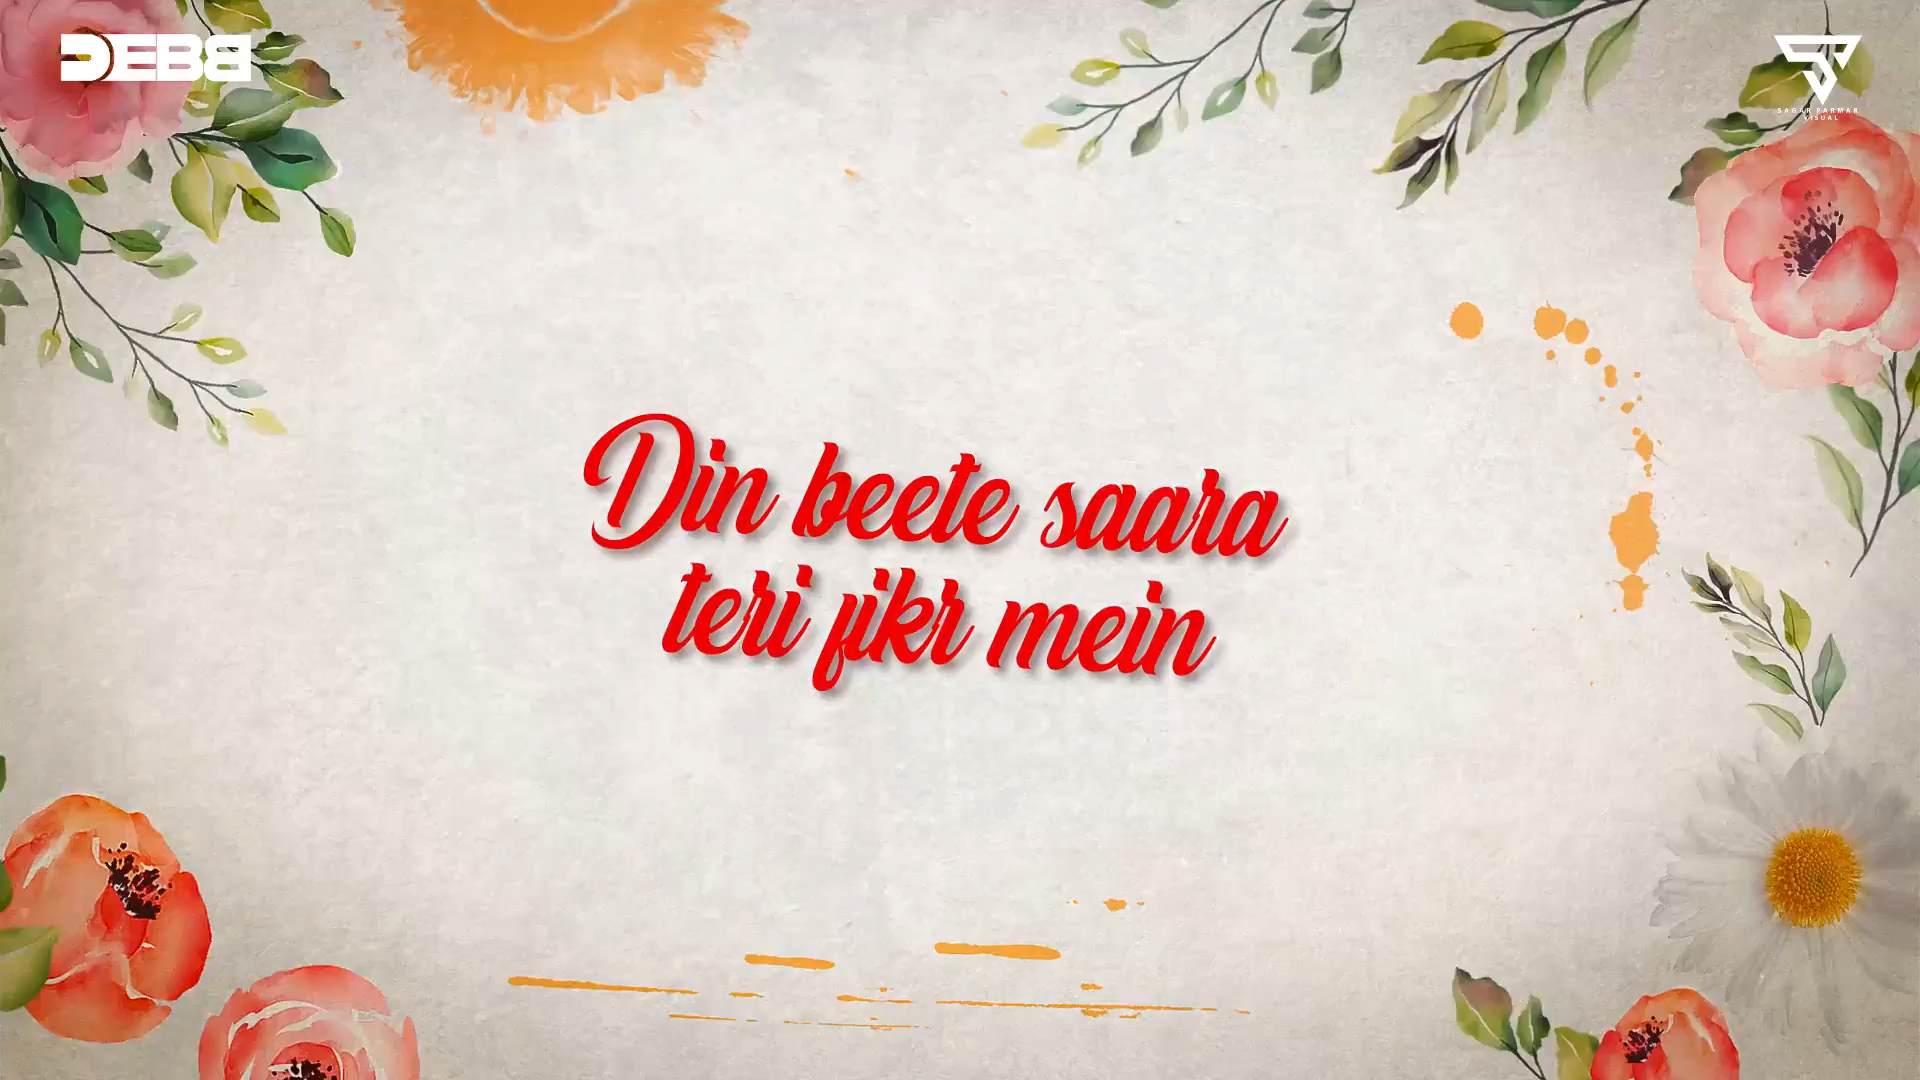 DEBB
SAGAR PARMAR
VISUAL
Din beete saara
teri fikr mein